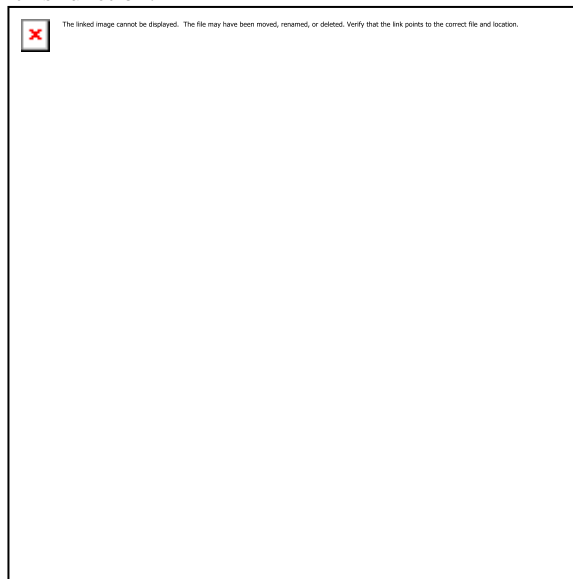 The linked image cannot be displayed. The file may have been moved, renamed, or deleted. Verify that the link points to the correct file and location.